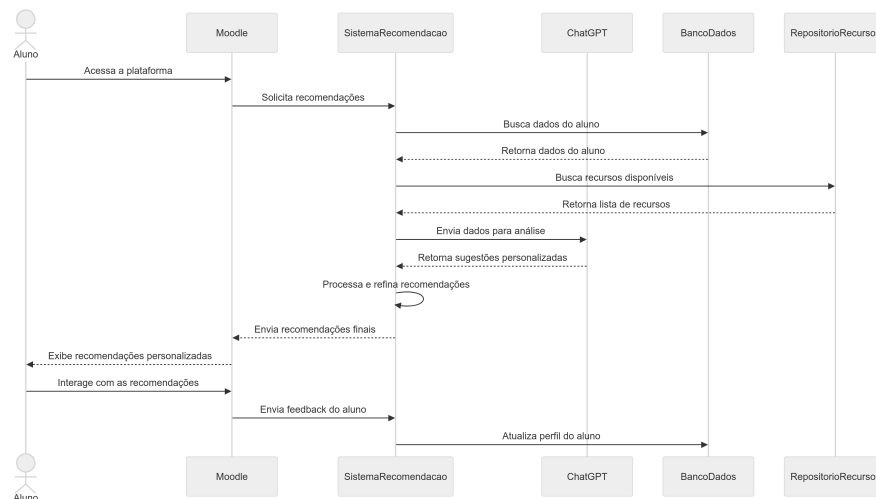 Aluno
Moodle
SistemaRecomendacao
ChatGPT
BancoDados
RepositorioRecurso
Acessa a plataforma
Solicita recomendações
Busca dados do aluno
Retorna dados do aluno
Busca recursos disponíveis
Retorna lista de recursos
Envia dados para análise
Retorna sugestões personalizadas
Processa e refina recomendações
Envia recomendações finais
Exibe recomendações personalizadas
Interage com as recomendações
Envia feedback do aluno
Atualiza perfil do aluno
Aluno
Moodle
SistemaRecomendacao
ChatGPT
BancoDados
RepositorioRecurso